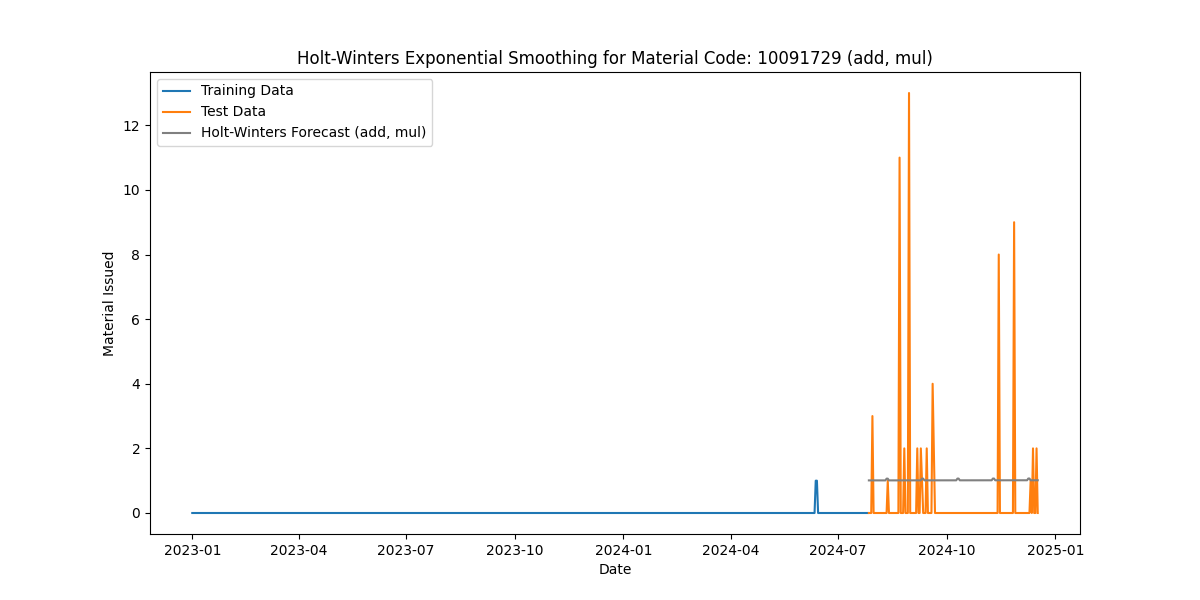 Holt-Winters Exponential Smoothing for Material Code: 10091729 (add, mul)
Training Data
Test Data
Holt-Winters Forecast (add, mul)
Material Issued
12
10
8
6
4
2
0
2023-01 2023-04 2023-07 2023-10 2024-01 2024-04 2024-07 2024-10 2025-01
Date